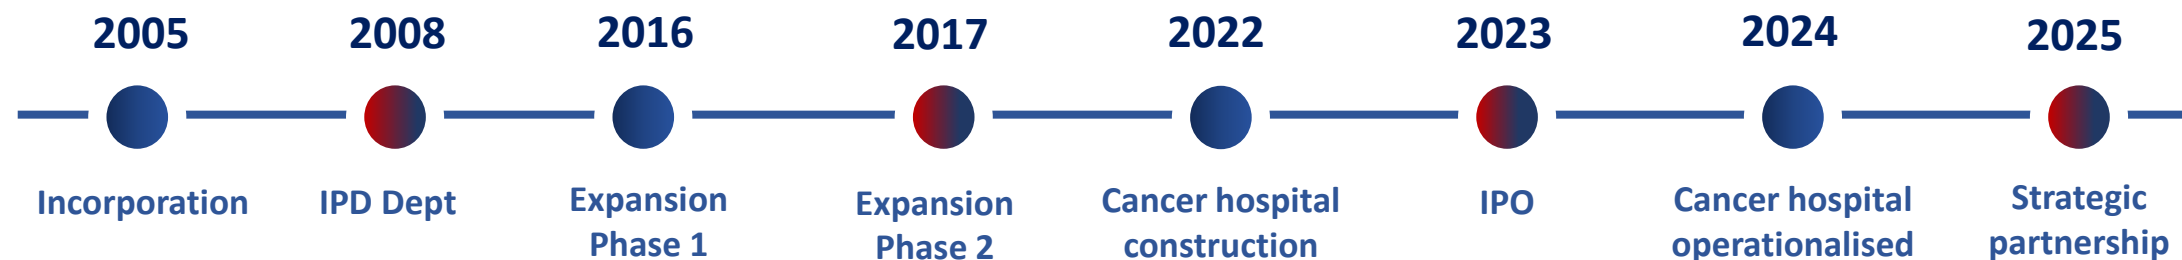 2005
2008
2016
2017
2022
2023
2024
2025
Incorporation
IPD Dept
Expansion
Phase 1
Expansion
Phase 2
Cancer hospital
construction
IPO
Cancer hospital
operationalised
Strategic
partnership